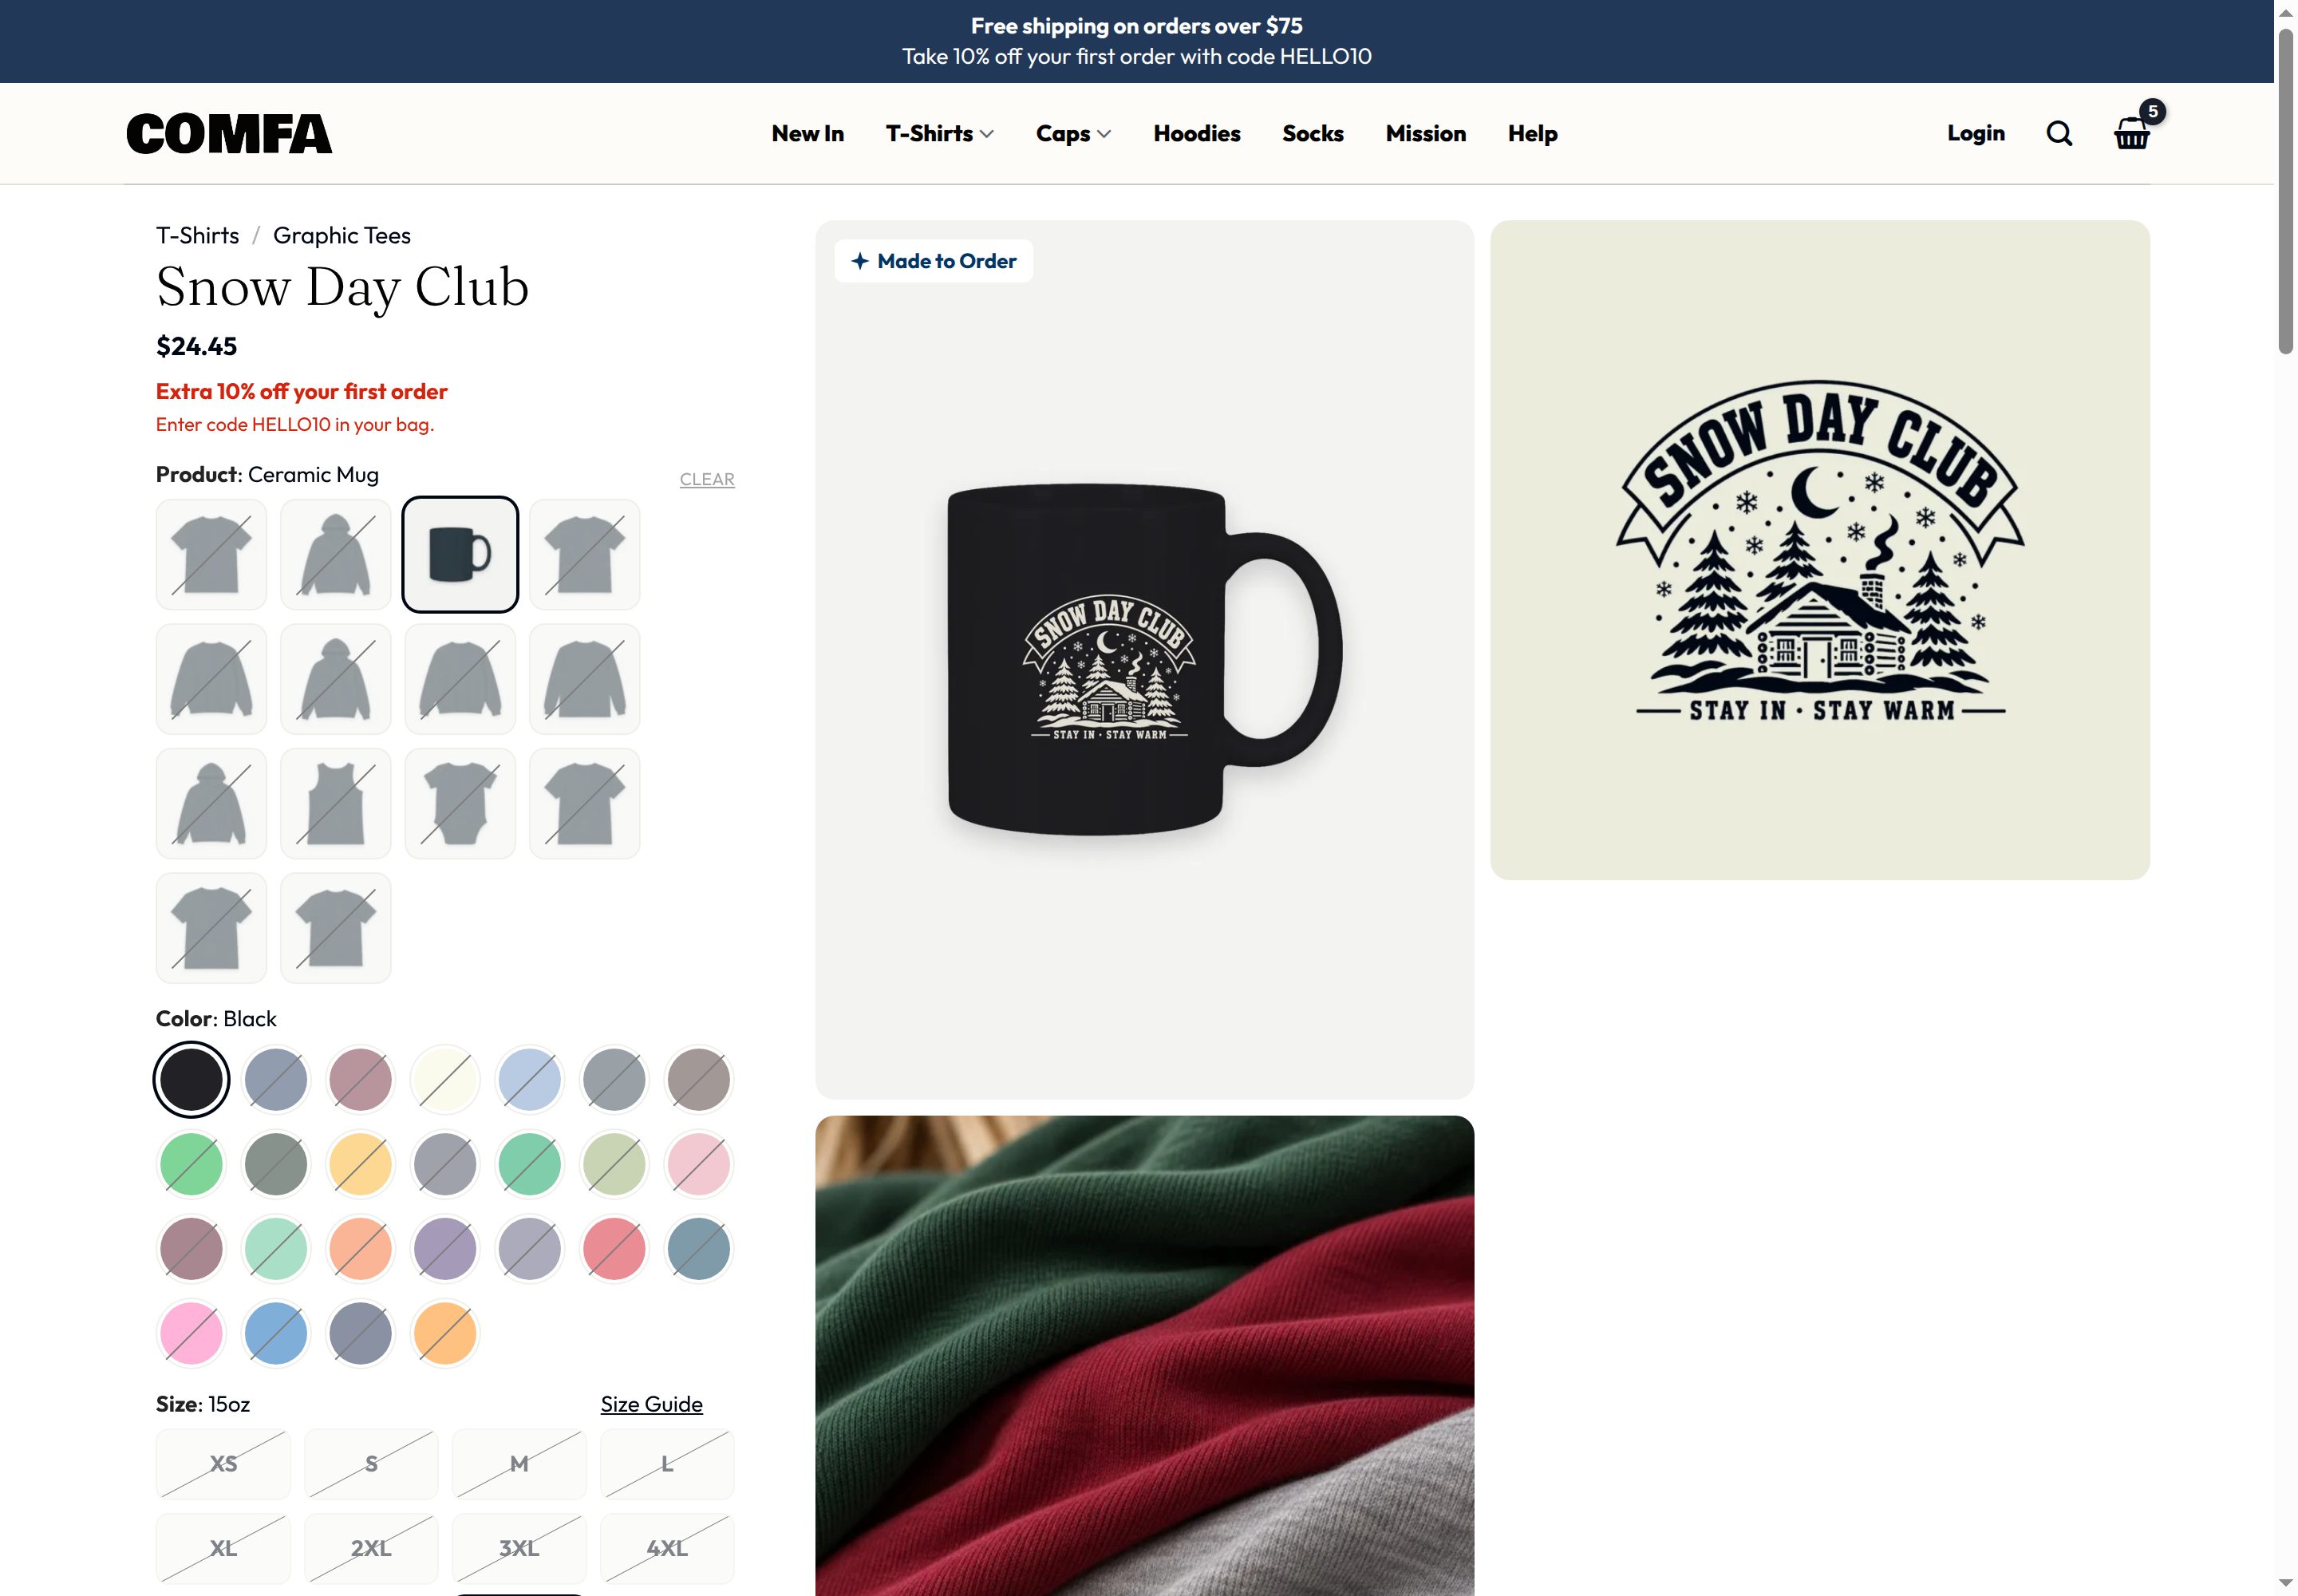 Free shipping on orders over $75
Take 10% off your first order with code HELLO10
COMFA
New In
T-Shirts
Caps
Hoodies
Socks
Mission
Help
Login
5
T-Shirts / Graphic Tees
Snow Day Club
$24.45
Extra 10% off your first order
Enter code HELLO10 in your bag.
Product: Ceramic Mug
CLEAR
Color: Black
Size: 15oz
Size Guide
XS
S
M
L
XL
2XL
3XL
4XL
Made to Order
SNOW DAY CLUB
STAY IN · STAY WARM
SNOW DAY CLUB
STAY IN · STAY WARM